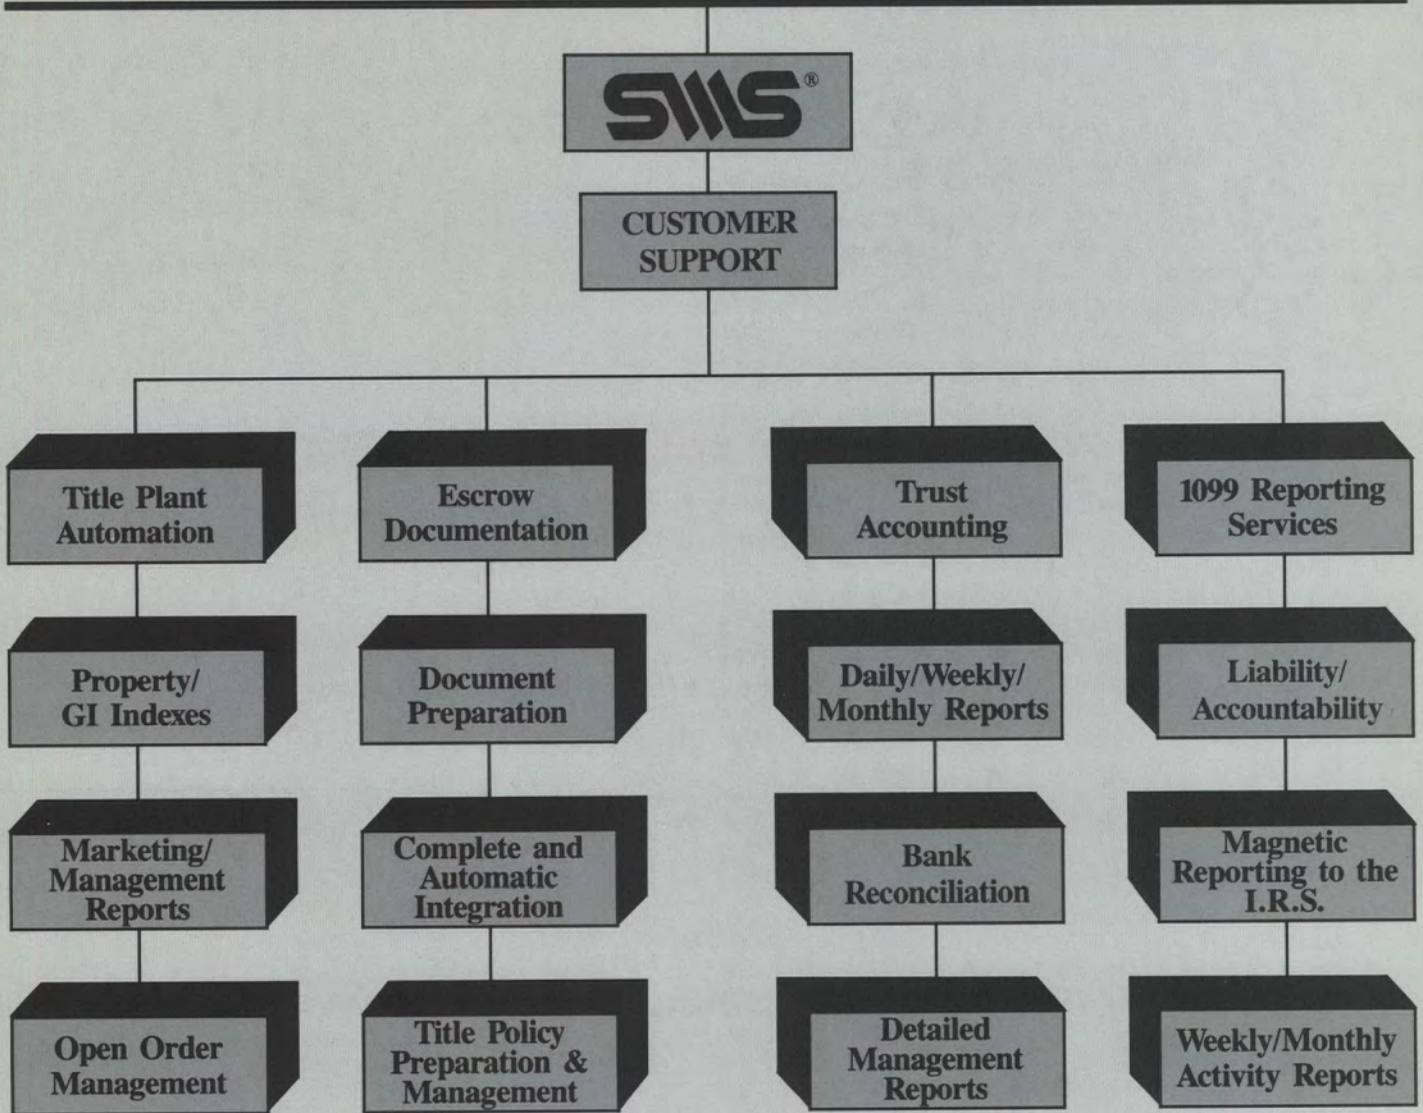 SMS®
CUSTOMER
SUPPORT
Title Plant
Automation
Property/
GI Indexes
Marketing/
Management
Reports
Open Order
Management
Escrow
Documentation
Document
Preparation
Complete and
Automatic
Integration
Title Policy
Preparation &
Management
Trust
Accounting
Daily/Weekly/
Monthly Reports
Bank
Reconciliation
Detailed
Management
Reports
1099 Reporting
Services
Liability/
Accountability
Magnetic
Reporting to the
I.R.S.
Weekly/Monthly
Activity Reports